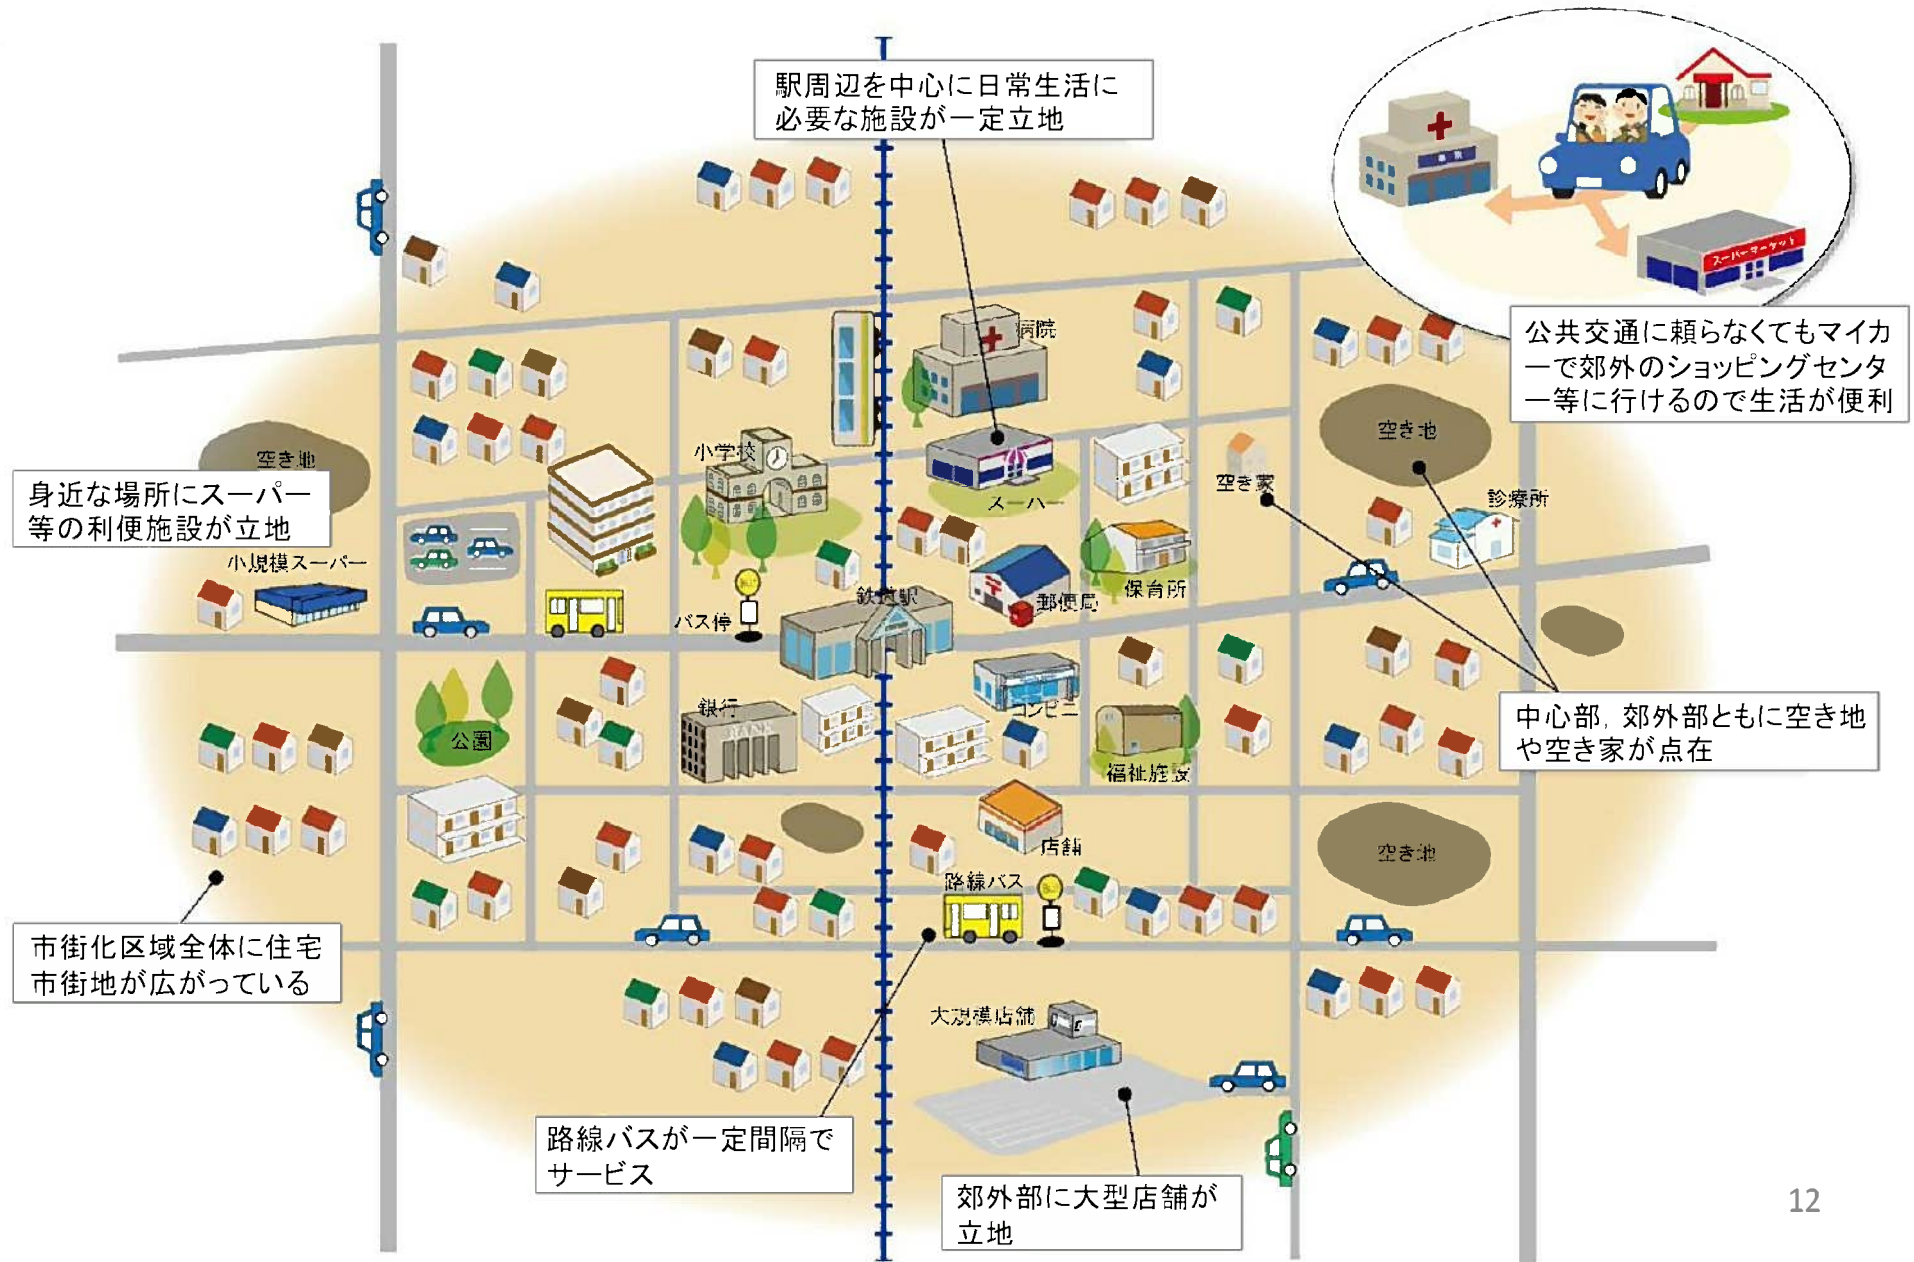 駅周辺を中心に日常生活に
必要な施設が一定立地
病院
スーパーマーケット
公共交通に頼らなくてもマイカ
ーで郊外のショッピングセンタ
ー等に行けるので生活が便利
病院
空き地
小学校
空き地
空き家
診療所
身近な場所にスーパー
等の利便施設が立地
スーパー
小規模スーパー
保育所
鉄道駅
郵便局
バス停
銀行
コンビニ
公園
福祉施設
中心部，郊外部ともに空き地
や空き家が点在
店舗
空き地
路線バス
市街化区域全体に住宅
市街地が広がっている
大規模店舗
路線バスが一定間隔で
サービス
郊外部に大型店舗が
立地
12